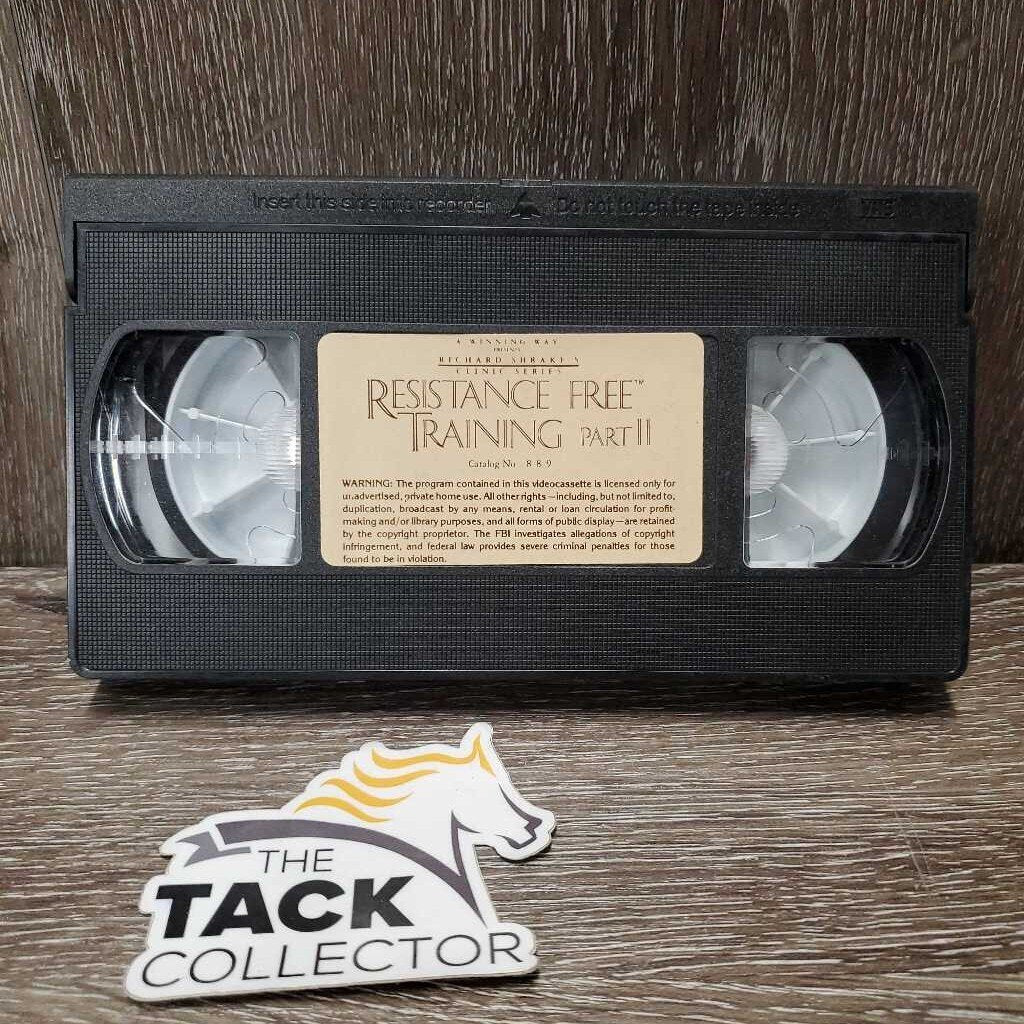 Insert this side into recorder Do not touch the tape inside VHS
A WINNING WAY
PRESENTS
RICHARD SHRAKE'S
CLINIC SERIES
RESISTANCE FREE™
TRAINING PART II
Catalog No. 889
WARNING: The program contained in this videocassette is licensed only for
unadvertised, private home use. All other rights—including, but not limited to,
duplication, broadcast by any means, rental or loan circulation for profit-
making and/or library purposes, and all forms of public display—are retained
by the copyright proprietor. The FBI investigates allegations of copyright
infringement, and federal law provides severe criminal penalties for those
found to be in violation.
THE
TACK
COLLECTOR